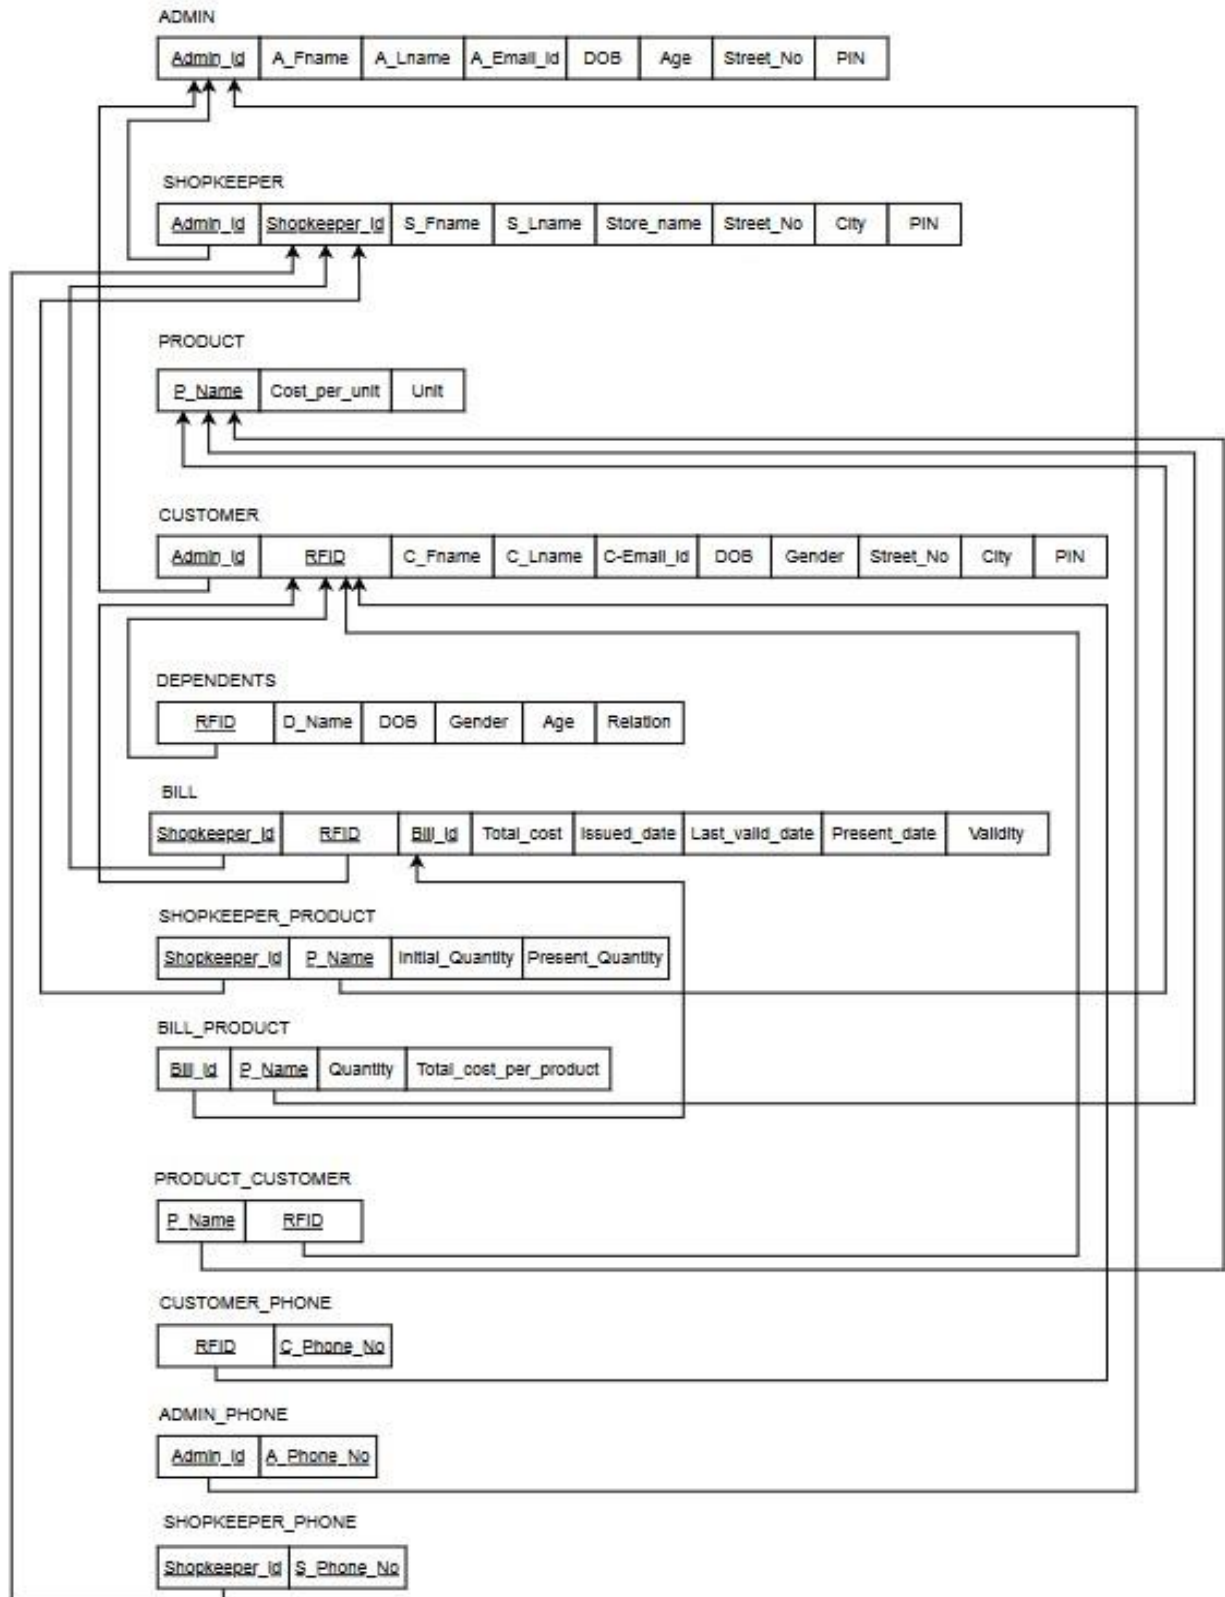 ADMIN
Admin_Id A_Fname A_Lname A_Email_Id DOB Age Street_No PIN
SHOPKEEPER
Admin_Id Shopkeeper_Id S_Fname S_Lname Store_name Street_No City PIN
PRODUCT
P_Name Cost_per_unit Unit
CUSTOMER
Admin_Id RFID C_Fname C_Lname C-Email_Id DOB Gender Street_No City PIN
DEPENDENTS
RFID D_Name DOB Gender Age Relation
BILL
Shopkeeper_Id RFID Bill_Id Total_cost Issued_date Last_valid_date Present_date Validity
SHOPKEEPER_PRODUCT
Shopkeeper_Id P_Name Initial_Quantity Present_Quantity
BILL_PRODUCT
Bill_Id P_Name Quantity Total_cost_per_product
PRODUCT_CUSTOMER
P_Name RFID
CUSTOMER_PHONE
RFID C_Phone_No
ADMIN_PHONE
Admin_Id A_Phone_No
SHOPKEEPER_PHONE
Shopkeeper_Id S_Phone_No